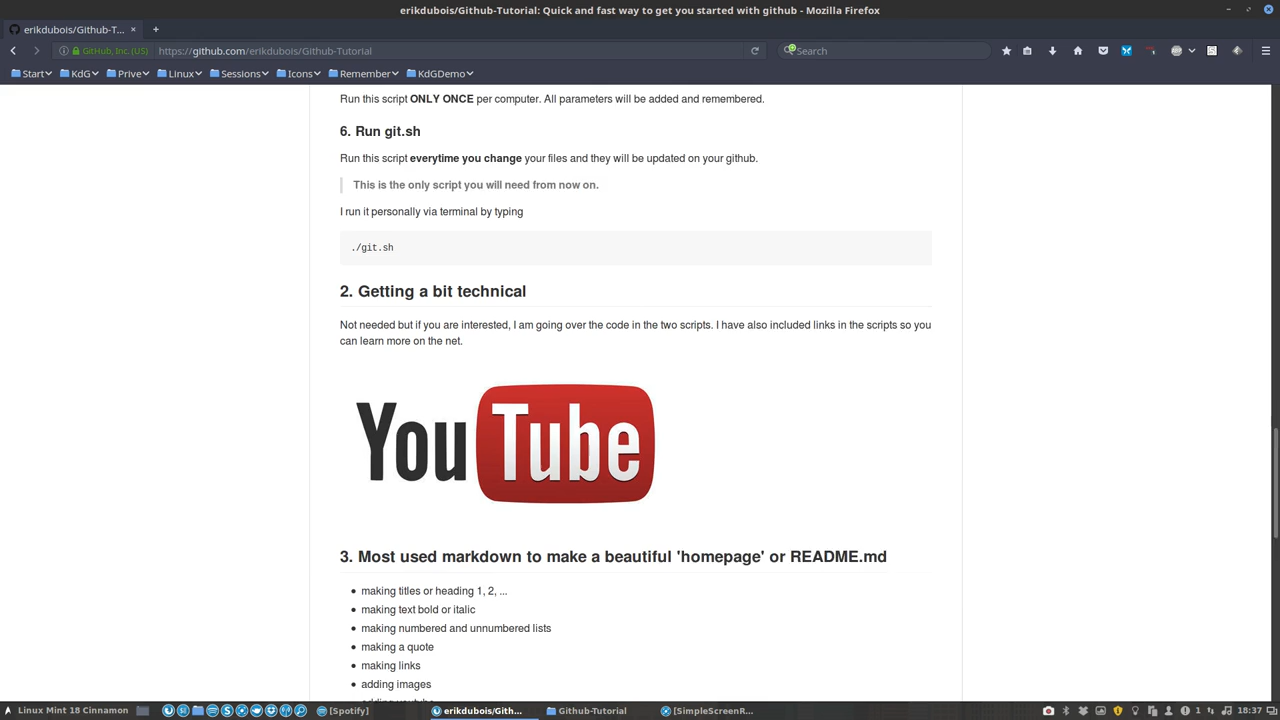 erikdubois/Github-Tutorial: Quick and fast way to get you started with github - Mozilla Firefox
erikdubois/Github-T...
GitHub, Inc. (US)
https://github.com/erikdubois/Github-Tutorial
Search
Start
KdG
Prive
Linux
Sessions
Icons
Remember
KdGDemo
Run this script ONLY ONCE per computer. All parameters will be added and remembered.
6. Run git.sh
Run this script everytime you change your files and they will be updated on your github.
This is the only script you will need from now on.
I run it personally via terminal by typing
./git.sh
2. Getting a bit technical
Not needed but if you are interested, I am going over the code in the two scripts. I have also included links in the scripts so you
can learn more on the net.
YouTube
3. Most used markdown to make a beautiful 'homepage' or README.md
making titles or heading 1, 2, ...
making text bold or italic
making numbered and unnumbered lists
making a quote
making links
adding images
Linux Mint 18 Cinnamon
[Spotify]
erikdubois/Gith...
Github-Tutorial
[SimpleScreenR...
1
18:37